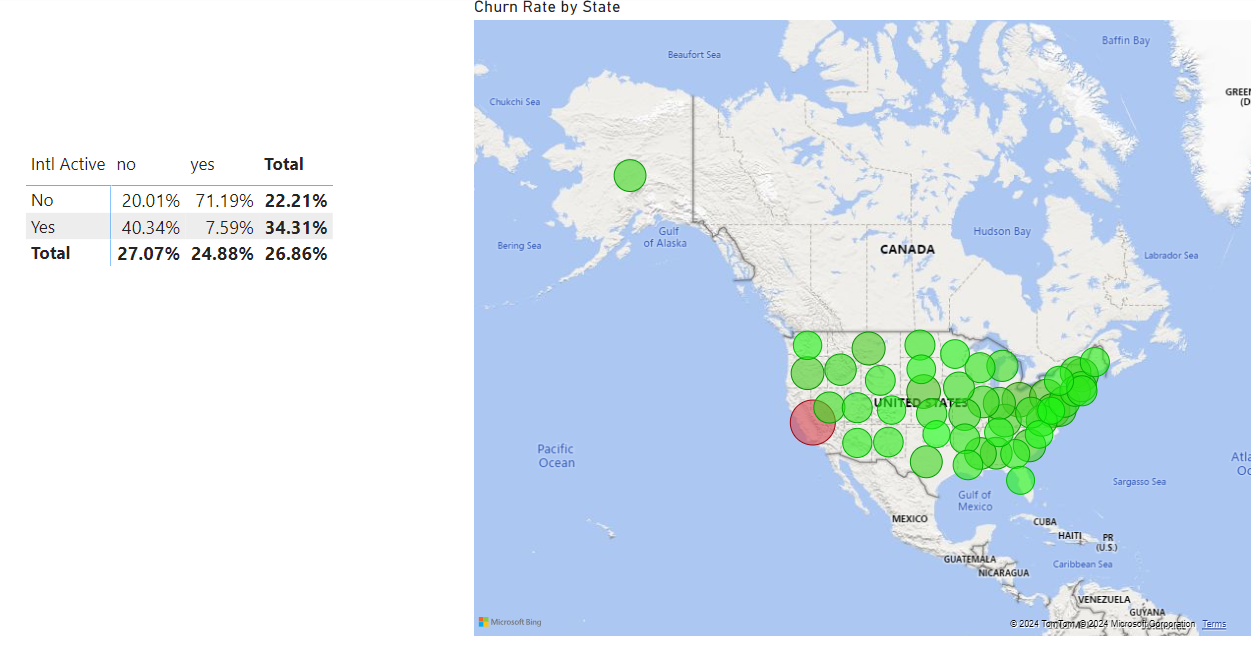 Churn Rate by State
Intl Active no yes Total
No 20.01% 71.19% 22.21%
Yes 40.34% 7.59% 34.31%
Total 27.07% 24.88% 26.86%
Baffin Bay
Beaufort Sea
Chukchi Sea
Gulf
of Alaska
Bering Sea
CANADA
Hudson Bay
Labrador Sea
UNITED STATES
Pacific
Ocean
Sargasso Sea
Gulf of
Mexico
MEXICO
CUBA
HAITI
PR
(U.S.)
GUATEMALA
NICARAGUA
Caribbean Sea
VENEZUELA
GUYANA
Microsoft Bing
© 2024 TomTom, © 2024 Microsoft Corporation Terms